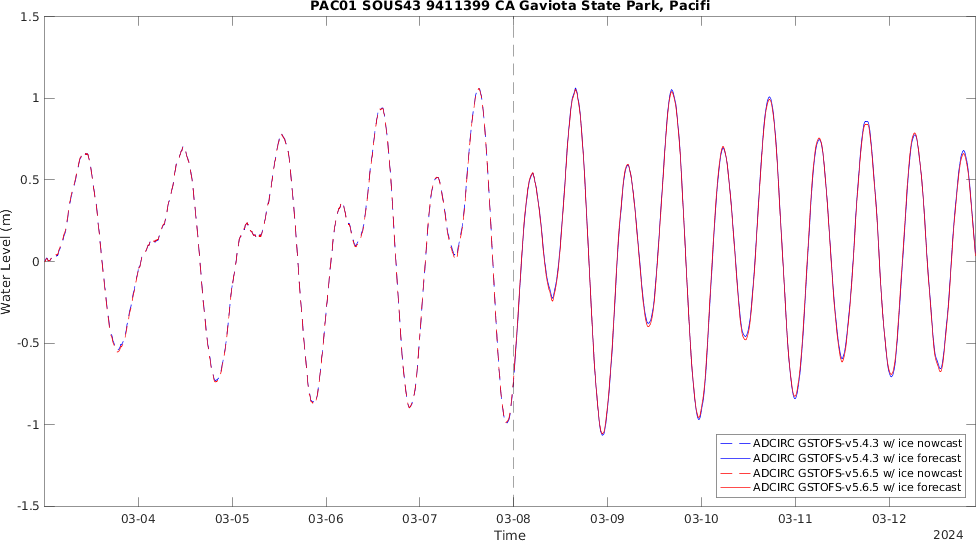 PAC01 SOUS43 9411399 CA Gaviota State Park, Pacifi
1.5
1
0.5
0
-0.5
-1
-1.5
Water Level (m)
ADCIRC GSTOFS-v5.4.3 w/ ice nowcast
ADCIRC GSTOFS-v5.4.3 w/ ice forecast
ADCIRC GSTOFS-v5.6.5 w/ ice nowcast
ADCIRC GSTOFS-v5.6.5 w/ ice forecast
03-04 03-05 03-06 03-07 03-08 03-09 03-10 03-11 03-12
Time
2024